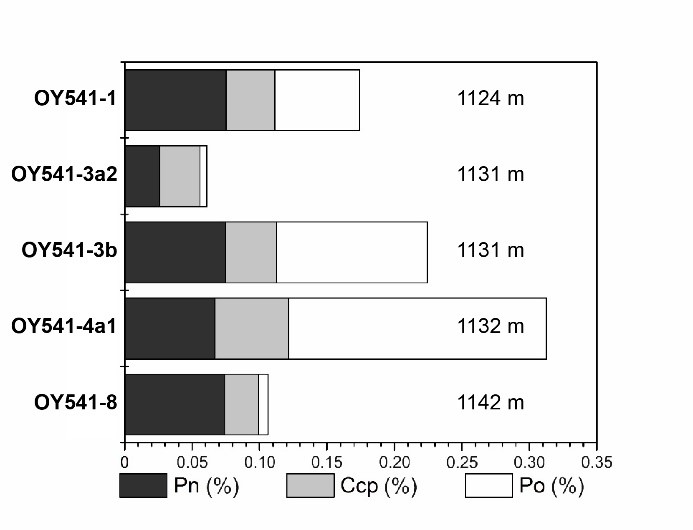 OY541-1 1124 m
OY541-3a2 1131 m
OY541-3b 1131 m
OY541-4a1 1132 m
OY541-8 1142 m
0 0.05 0.10 0.15 0.20 0.25 0.30 0.35
Pn (%) Ccp (%) Po (%)